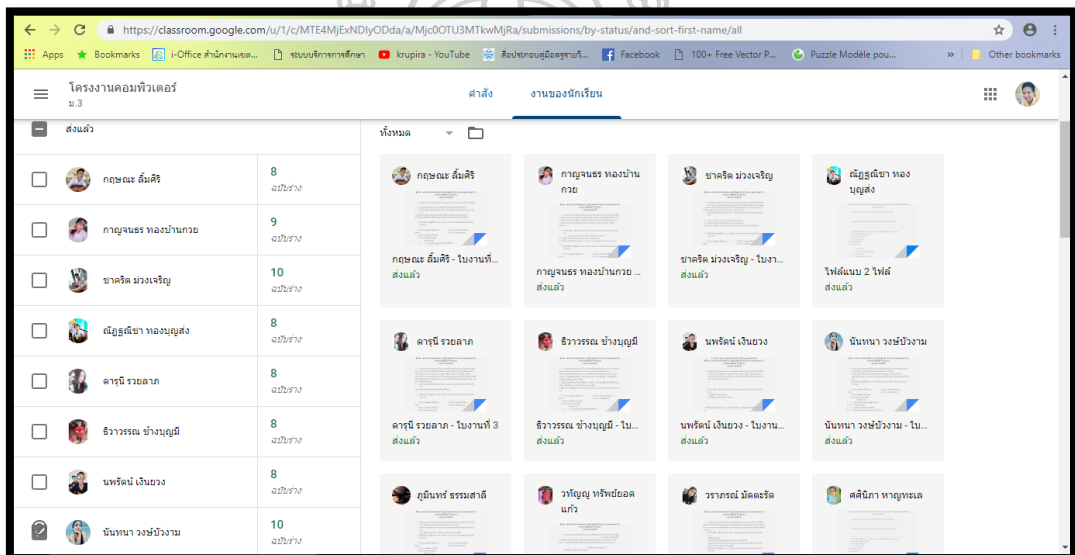 https://classroom.google.com/u/1/c/MTE4MjExNDIyODda/a/Mjc0OTU3MTkwMjRa/submissions/by-status/and-sort-first-name/all
Apps Bookmarks i-Office สำนักงานเขต... ระบบบริการการศึกษา krupira - YouTube Facebook 100+ Free Vector P... Puzzle Modèle pou... » Other bookmarks
โครงงานคอมพิวเตอร์
ม.3
คำสั่ง งานของนักเรียน
ส่งแล้ว
ทั้งหมด
กฤษณะ ลิ้มศิริ
8
ฉบับร่าง
กาญจนธร ทองบ้านกวย
9
ฉบับร่าง
ชาคริต ม่วงเจริญ
10
ฉบับร่าง
ณัฏฐณิชา ทองบุญส่ง
8
ฉบับร่าง
ดารุนี รวยลาภ
8
ฉบับร่าง
ธิวาวรรณ ช้างบุญมี
8
ฉบับร่าง
นพรัตน์ เงินยวง
8
ฉบับร่าง
นันทนา วงษ์บัวงาม
10
ฉบับร่าง
กฤษณะ ลิ้มศิริ
กฤษณะ ลิ้มศิริ - ใบงานที่...
ส่งแล้ว
กาญจนธร ทองบ้าน
กวย
กาญจนธร ทองบ้านกวย ...
ส่งแล้ว
ชาคริต ม่วงเจริญ
ชาคริต ม่วงเจริญ - ใบงา...
ส่งแล้ว
ณัฏฐณิชา ทอง
บุญส่ง
ไฟล์แนบ 2 ไฟล์
ส่งแล้ว
ดารุนี รวยลาภ
ดารุนี รวยลาภ - ใบงานที่ 3
ส่งแล้ว
ธิวาวรรณ ช้างบุญมี
ธิวาวรรณ ช้างบุญมี - ใบ...
ส่งแล้ว
นพรัตน์ เงินยวง
นพรัตน์ เงินยวง - ใบงาน...
ส่งแล้ว
นันทนา วงษ์บัวงาม
นันทนา วงษ์บัวงาม - ใบ...
ส่งแล้ว
ภูมินทร์ ธรรมสาลี
วทัญญู ทรัพย์ยอด
แก้ว
วราภรณ์ มัตตะรัต
ศศินิภา หาญทะเล